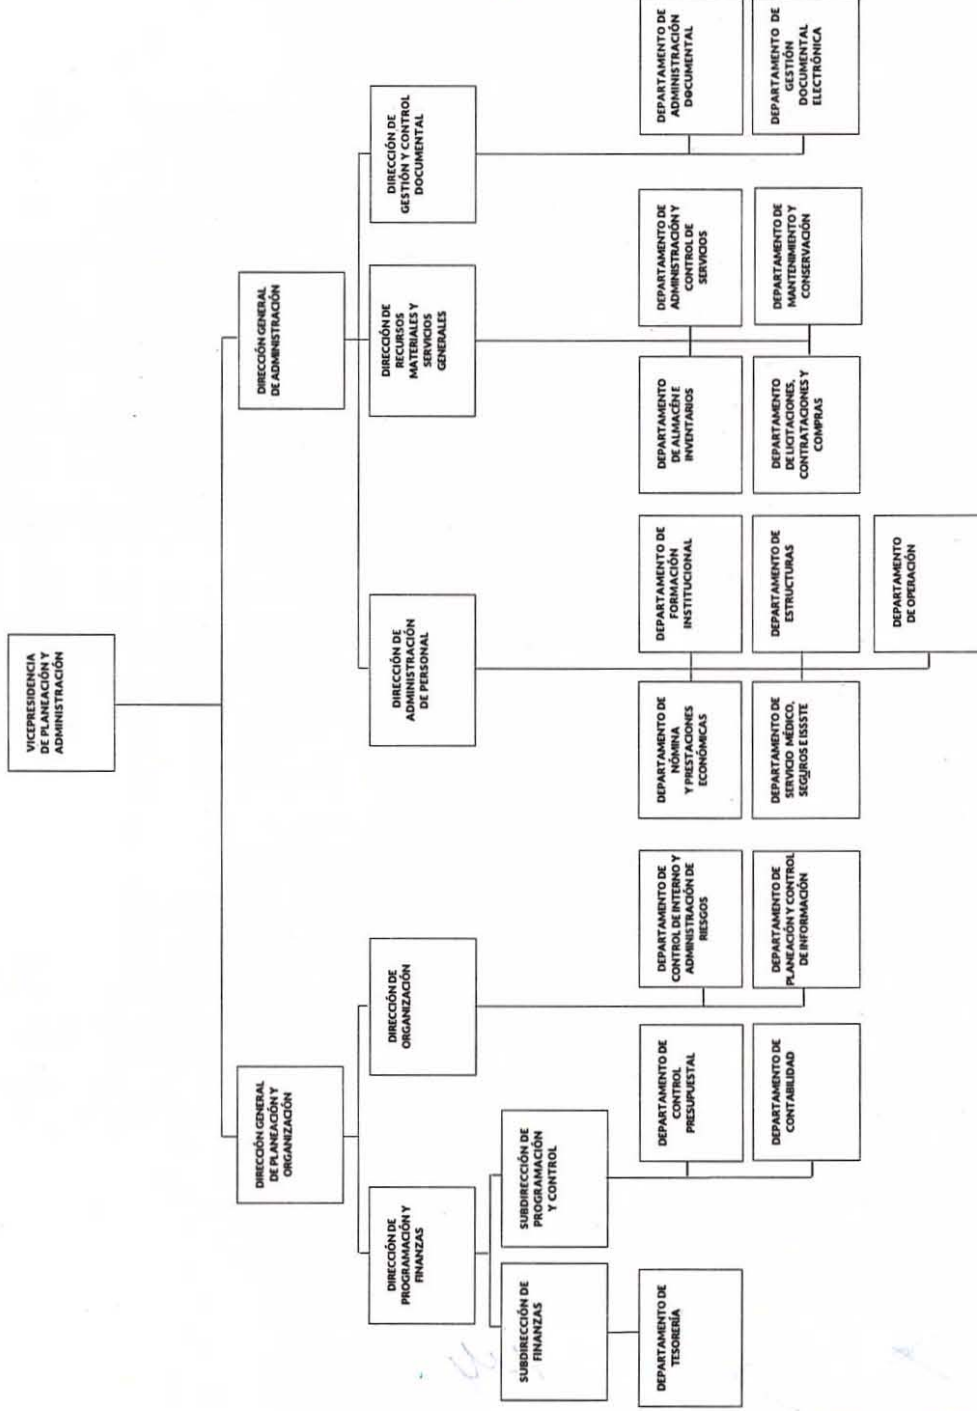 VICEPRESIDENCIA
DE PLANEACIÓN Y
ADMINISTRACIÓN
DIRECCIÓN GENERAL
DE PLANEACIÓN Y
ORGANIZACIÓN
DIRECCIÓN GENERAL
DE ADMINISTRACIÓN
DIRECCIÓN DE
PROGRAMACIÓN Y
FINANZAS
DIRECCIÓN DE
ORGANIZACIÓN
DIRECCIÓN DE
ADMINISTRACIÓN
DE PERSONAL
DIRECCIÓN DE
RECURSOS
MATERIALES Y
SERVICIOS
GENERALES
DIRECCIÓN DE
GESTIÓN Y CONTROL
DOCUMENTAL
SUBDIRECCIÓN DE
FINANZAS
SUBDIRECCIÓN DE
PROGRAMACIÓN
Y CONTROL
DEPARTAMENTO DE
TESORERÍA
DEPARTAMENTO DE
CONTROL
PRESUPUESTAL
DEPARTAMENTO DE
CONTROL DE INTERNO Y
ADMINISTRACIÓN DE
RIESGOS
DEPARTAMENTO DE
NÓMINA
Y PRESTACIONES
ECONÓMICAS
DEPARTAMENTO DE
FORMACIÓN
INSTITUCIONAL
DEPARTAMENTO
DE ALMACÉN E
INVENTARIOS
DEPARTAMENTO DE
ADMINISTRACIÓN Y
CONTROL DE
SERVICIOS
DEPARTAMENTO DE
ADMINISTRACIÓN
DOCUMENTAL
DEPARTAMENTO DE
CONTABILIDAD
DEPARTAMENTO DE
PLANEACIÓN Y CONTROL
DE INFORMACIÓN
DEPARTAMENTO DE
SERVICIO MÉDICO,
SEGUROS E ISSSTE
DEPARTAMENTO DE
ESTRUCTURAS
DEPARTAMENTO
DE LICITACIONES,
CONTRATACIONES Y
COMPRAS
DEPARTAMENTO DE
MANTENIMIENTO Y
CONSERVACIÓN
DEPARTAMENTO DE
GESTIÓN
DOCUMENTAL
ELECTRÓNICA
DEPARTAMENTO
DE OPERACIÓN